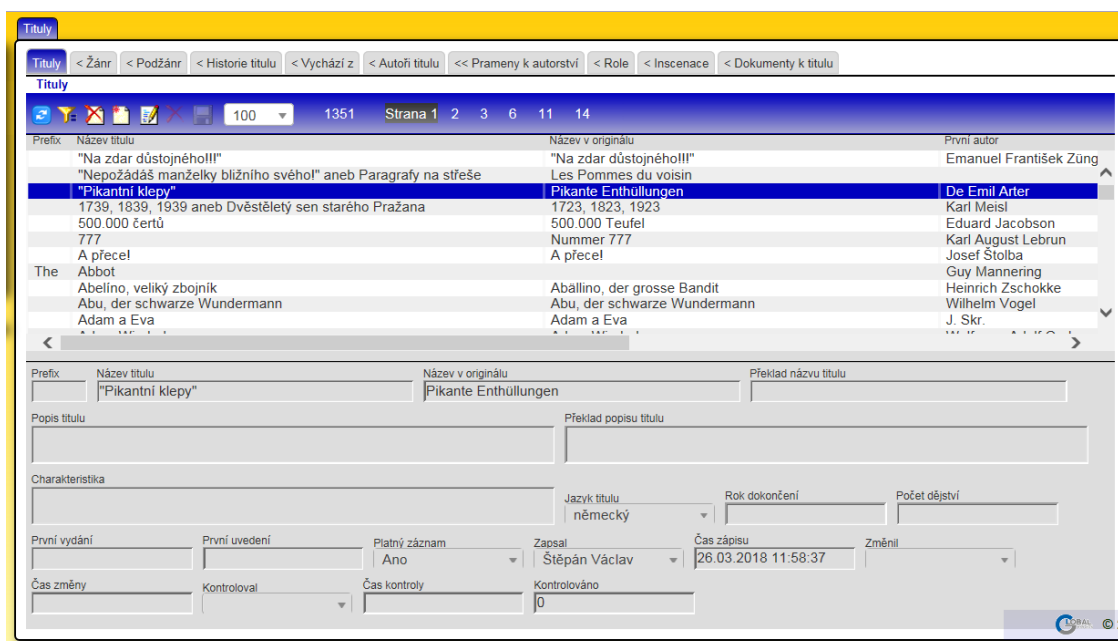 Tituly
Tituly < Žánr < Podžánr < Historie titulu < Vychází z < Autoři titulu << Prameny k autorství < Role < Inscenace < Dokumenty k titulu
Tituly
100 1351 Strana 1 2 3 6 11 14
Prefix Název titulu Název v originálu První autor
"Na zdar důstojného!!!" "Na zdar důstojného!!!" Emanuel František Züng
"Nepožádáš manželky bližního svého!" aneb Paragrafy na střeše Les Pommes du voisin
"Pikantní klepy" Pikante Enthüllungen De Emil Arter
1739, 1839, 1939 aneb Dvěstěletý sen starého Pražana 1723, 1823, 1923 Karl Meisl
500.000 čertů 500.000 Teufel Eduard Jacobson
777 Nummer 777 Karl August Lebrun
A přece! A přece! Josef Štolba
The Abbot Guy Mannering
Abelíno, veliký zbojník Abällino, der grosse Bandit Heinrich Zschokke
Abu, der schwarze Wundermann Abu, der schwarze Wundermann Wilhelm Vogel
Adam a Eva Adam a Eva J. Skr.
Prefix Název titulu Název v originálu Překlad názvu titulu
"Pikantní klepy" Pikante Enthüllungen
Popis titulu Překlad popisu titulu
Charakteristika
Jazyk titulu Rok dokončení Počet dějství
německý
První vydání První uvedení Platný záznam Zapsal Čas zápisu Změnil
Ano Štěpán Václav 26.03.2018 11:58:37
Čas změny Kontroloval Čas kontroly Kontrolováno
0
GLOBAL ©